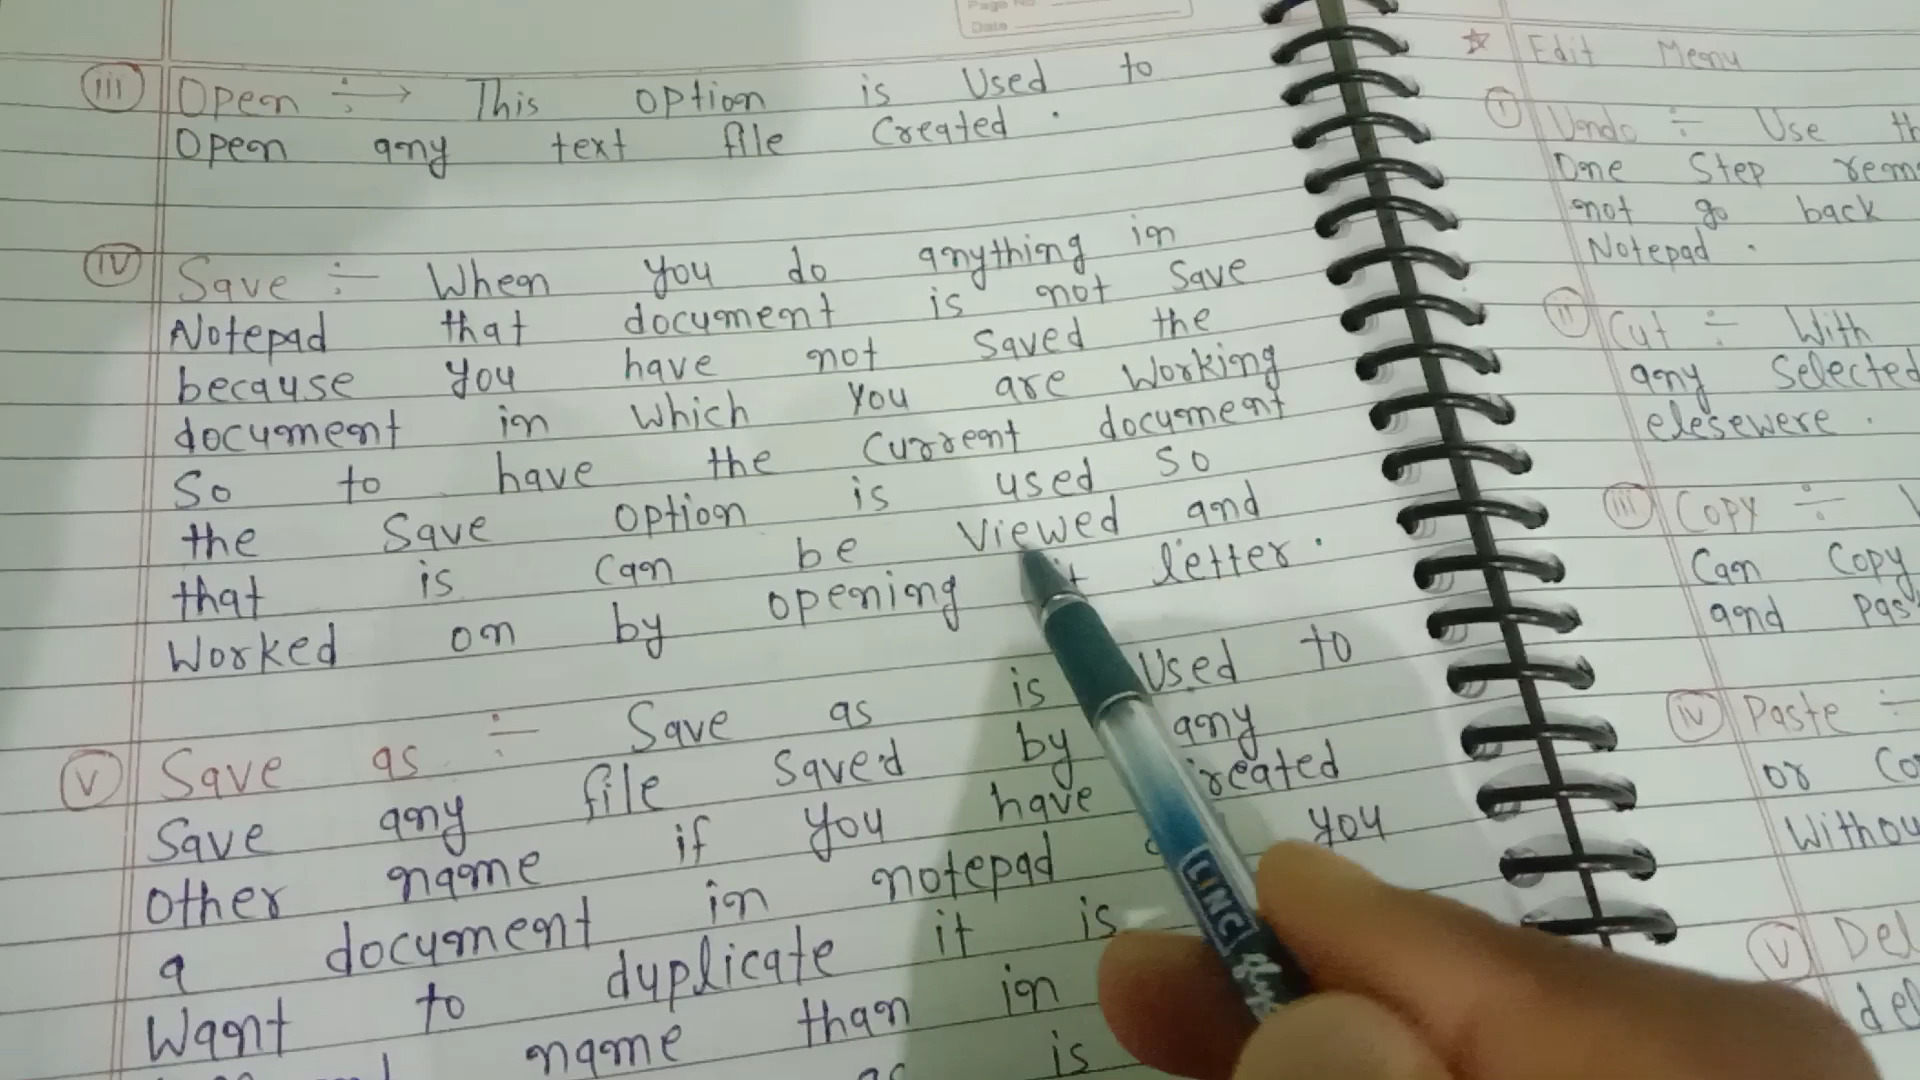 Page No
Date
(iii) Open ÷→ This option is Used to
Open any text file Created.
(iv) Save ÷ When you do anything in
Notepad that document is not Save
because you have not Saved the
document in which you are Working
So to have the Current document
the Save option is used So
that is Can be Viewed and
Worked on by opening it letter.
(v) Save as ÷ Save as is Used to
Save any file Saved by any
Other name if you have Created
a document in notepad you
Want to duplicate it is
name than in
as is
☆ Edit Menu
(i) Undo ÷ Use
One Step
not go back
Notepad.
(ii) Cut ÷ With
any Selected
elesewere.
(iii) Copy ÷
Can Copy
and
(iv) Paste ÷
or
(v)
LINC